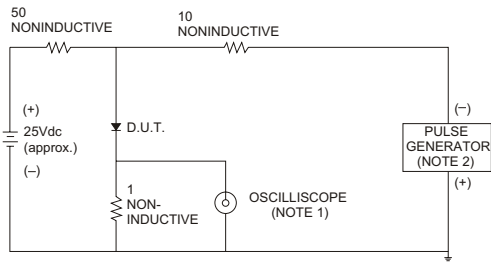 50
NONINDUCTIVE
10
NONINDUCTIVE
(+)
25Vdc
(approx.)
(–)
D.U.T.
1
NON-
INDUCTIVE
OSCILLISCOPE
(NOTE 1)
(–)
PULSE
GENERATOR
(NOTE 2)
(+)